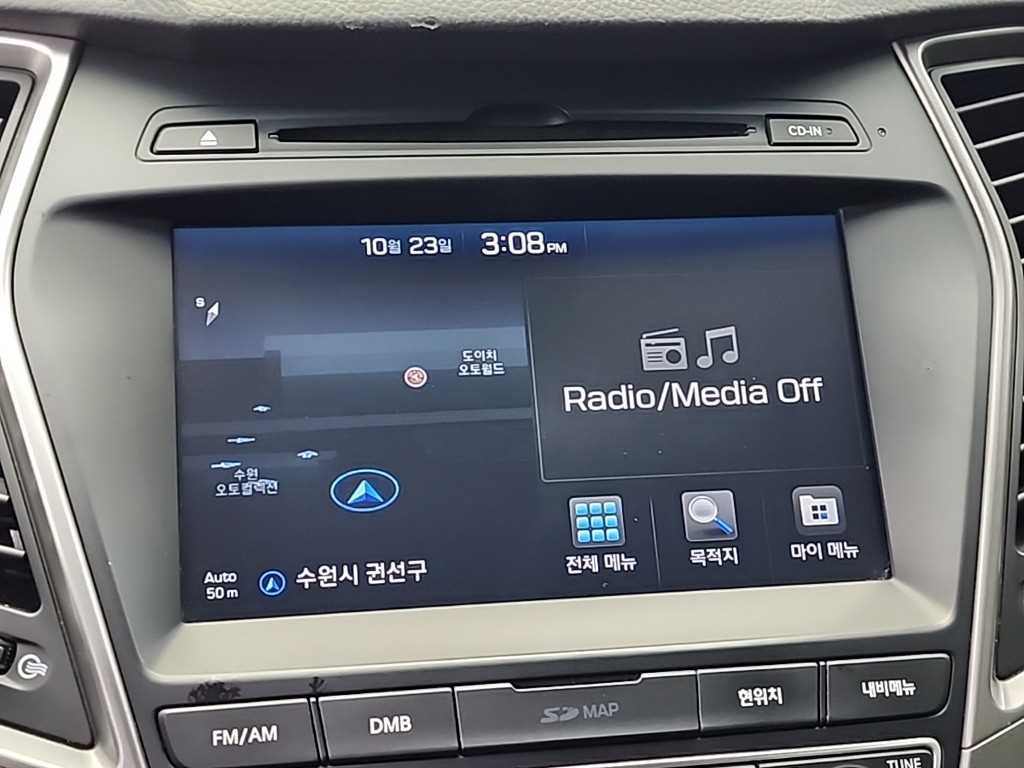 CD-IN
10월 23일 3:08 PM
S
도이치
오토월드
Radio/Media Off
수원
오토컬렉션
전체 메뉴
목적지
마이 메뉴
Auto
50 m
수원시 권선구
FM/AM
DMB
SD MAP
현위치
내비메뉴
TUNE